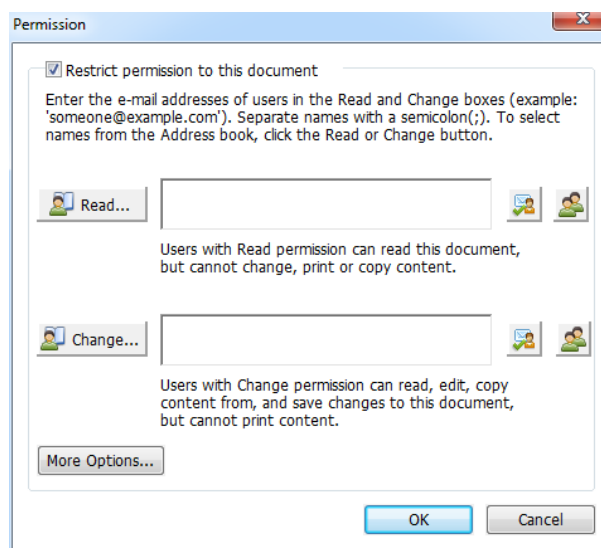 Permission
Restrict permission to this document
Enter the e-mail addresses of users in the Read and Change boxes (example:
'someone@example.com'). Separate names with a semicolon(;). To select
names from the Address book, click the Read or Change button.
Read...
Users with Read permission can read this document,
but cannot change, print or copy content.
Change...
Users with Change permission can read, edit, copy
content from, and save changes to this document,
but cannot print content.
More Options...
OK
Cancel